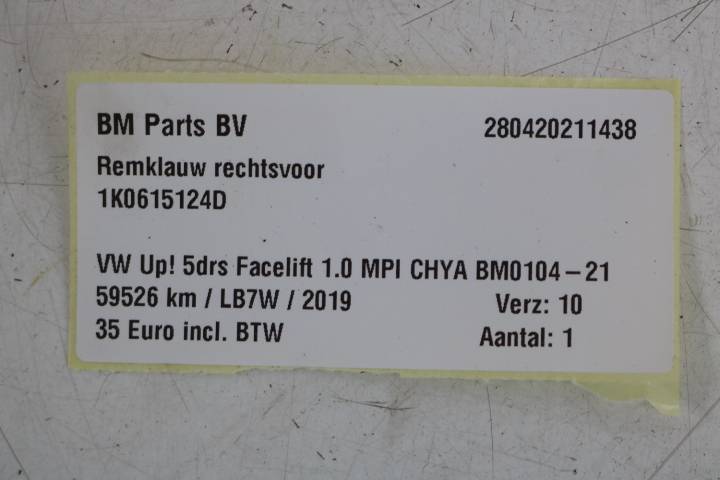 BM Parts BV 280420211438
Remklauw rechtsvoor
1K0615124D
VW Up! 5drs Facelift 1.0 MPI CHYA BM0104-21
59526 km / LB7W / 2019 Verz: 10
35 Euro incl. BTW Aantal: 1